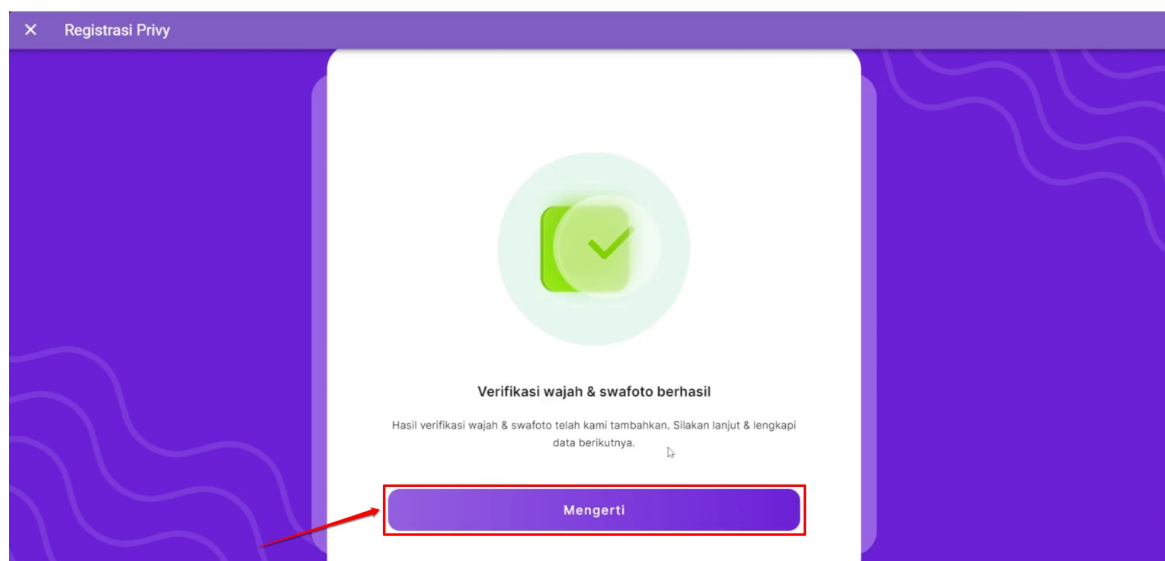 Registrasi Privy
Verifikasi wajah & swafoto berhasil
Hasil verifikasi wajah & swafoto telah kami tambahkan. Silakan lanjut & lengkapi
data berikutnya.
Mengerti